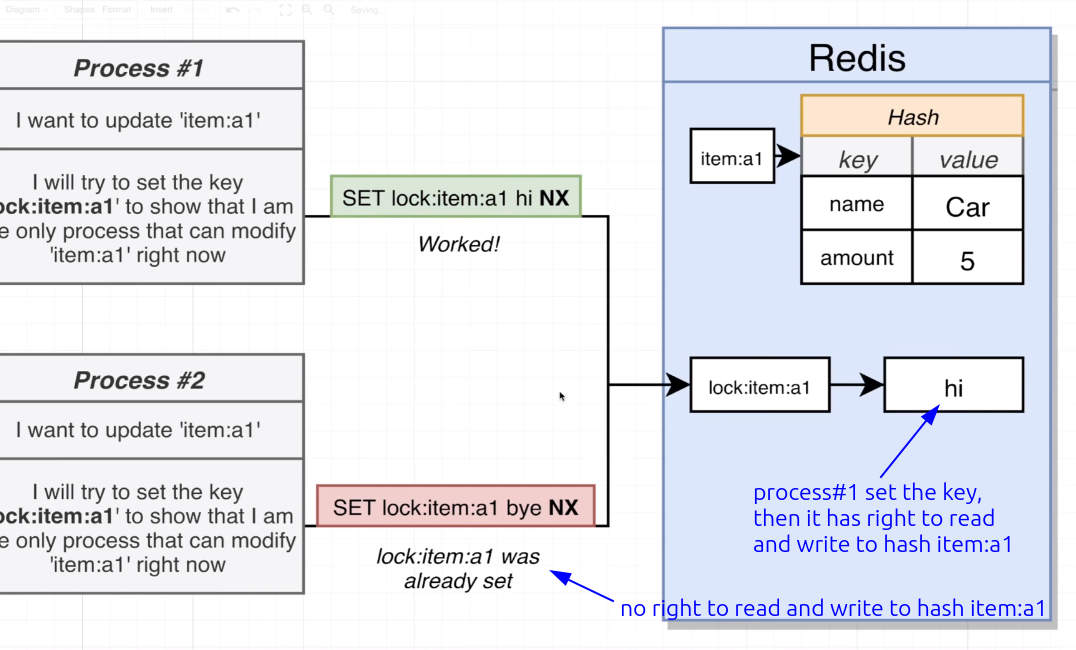 Diagram
Shapes
Format
Insert
Saving...
Process #1
I want to update 'item:a1'
I will try to set the key
ock:item:a1' to show that I am
e only process that can modify
'item:a1' right now
SET lock:item:a1 hi NX
Worked!
Process #2
I want to update 'item:a1'
I will try to set the key
ock:item:a1' to show that I am
e only process that can modify
'item:a1' right now
SET lock:item:a1 bye NX
lock:item:a1 was
already set
Redis
item:a1
Hash
key value
name Car
amount 5
lock:item:a1
hi
process#1 set the key,
then it has right to read
and write to hash item:a1
no right to read and write to hash item:a1